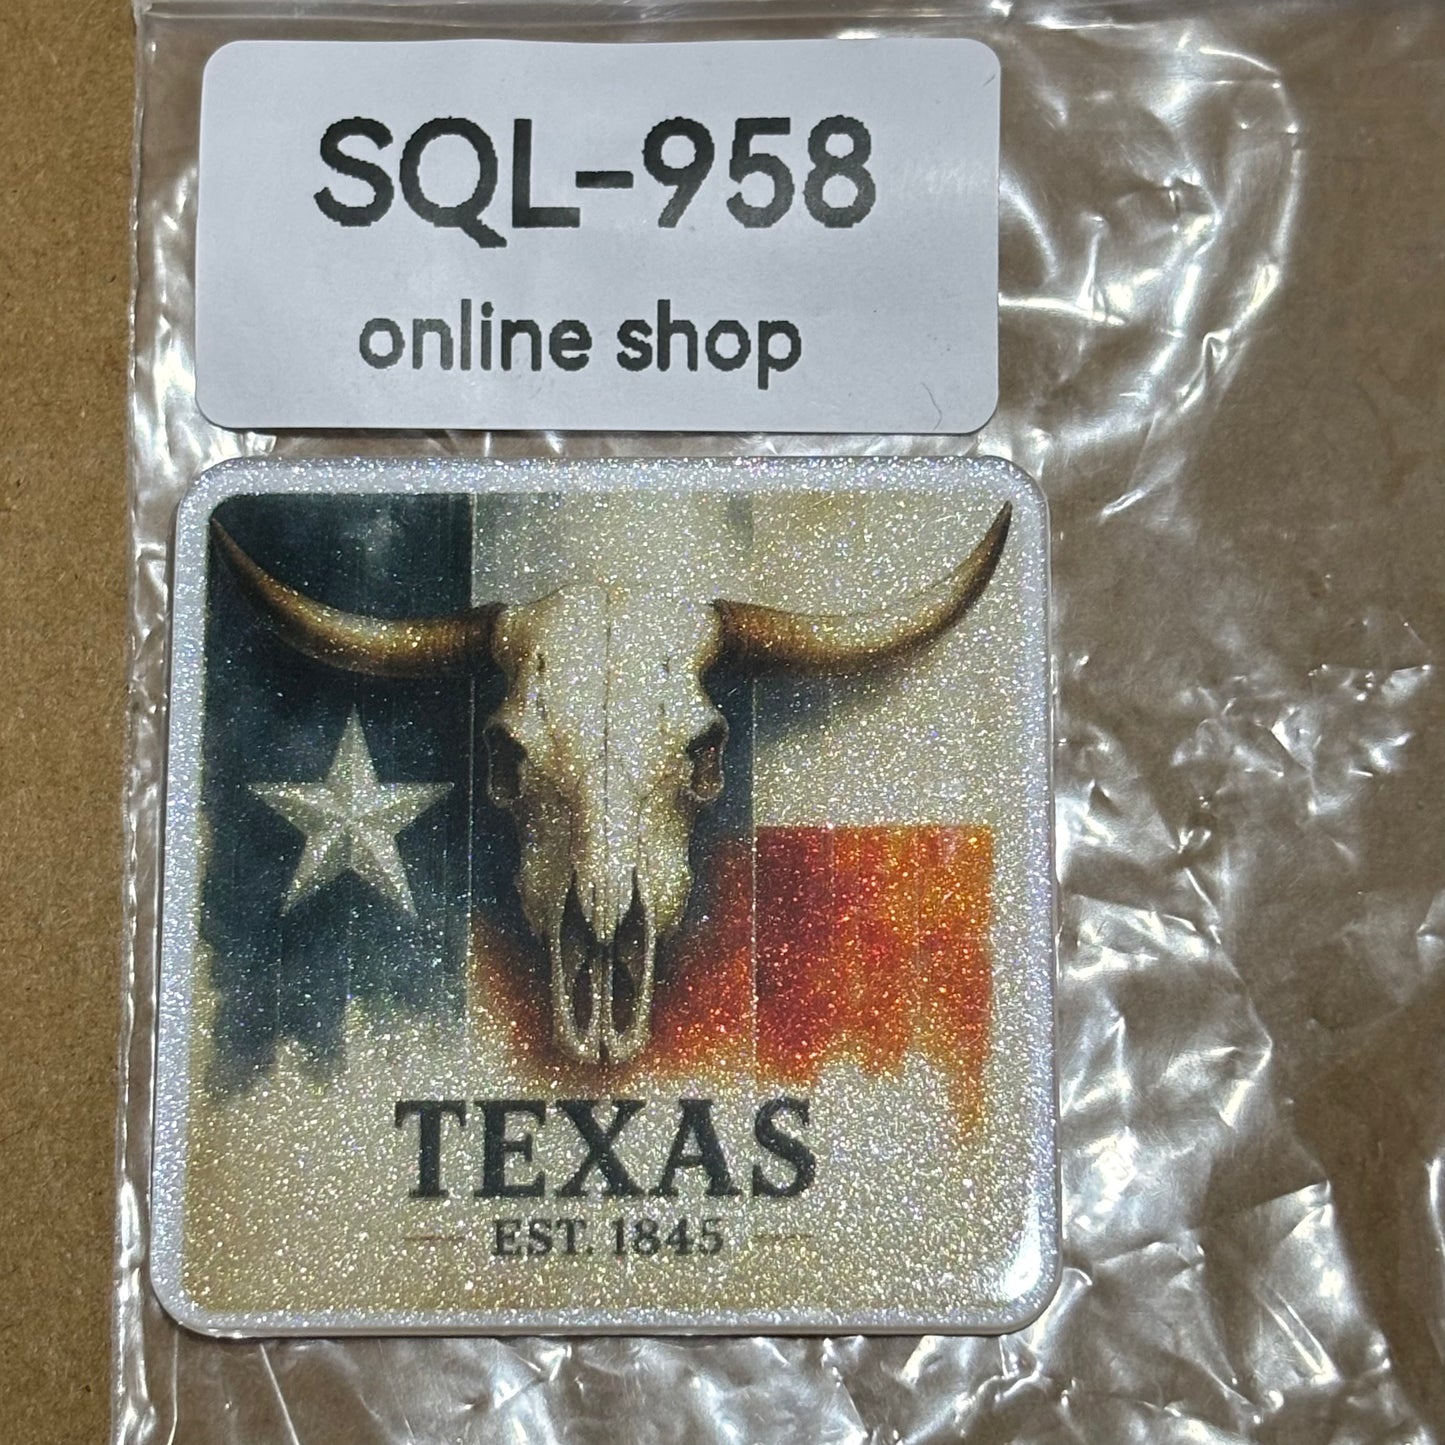 SQL-958
online shop
TEXAS
EST. 1845